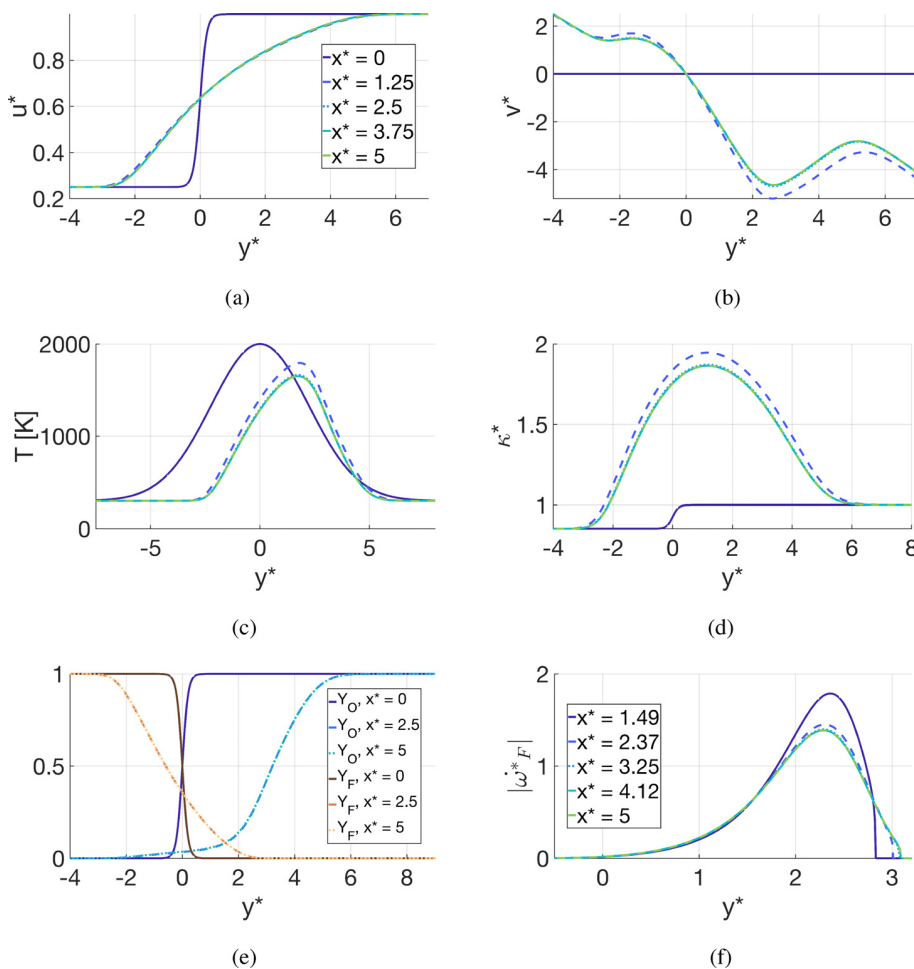 0.8
0.6
0.4
0.2
u*
-4 -2 0 2 4 6
y*
x* = 0
x* = 1.25
x* = 2.5
x* = 3.75
x* = 5
(a)
2
0
-2
-4
v*
-4 -2 0 2 4 6
y*
(b)
2000
1000
0
T [K]
-5 0 5
y*
(c)
2
1.5
1
κ*
-4 -2 0 2 4 6 8
y*
(d)
1
0.5
0
-4 -2 0 2 4 6 8
y*
Y_O, x* = 0
Y_O, x* = 2.5
Y_O, x* = 5
Y_F, x* = 0
Y_F, x* = 2.5
Y_F, x* = 5
(e)
2
1
0
|ω̇*_F|
0 1 2 3
y*
x* = 1.49
x* = 2.37
x* = 3.25
x* = 4.12
x* = 5
(f)